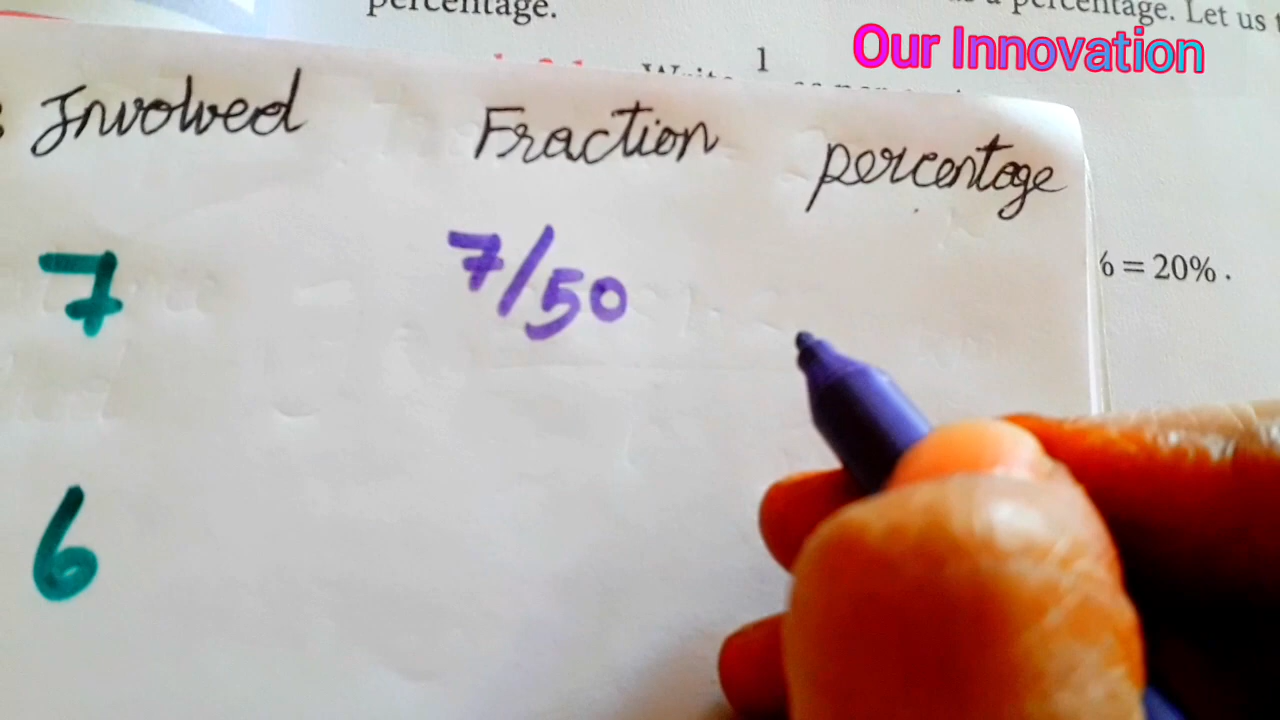 percentage.
a percentage. Let us
Our Innovation
1
Involved Fraction percentage
7 7/50
% = 20% .
6